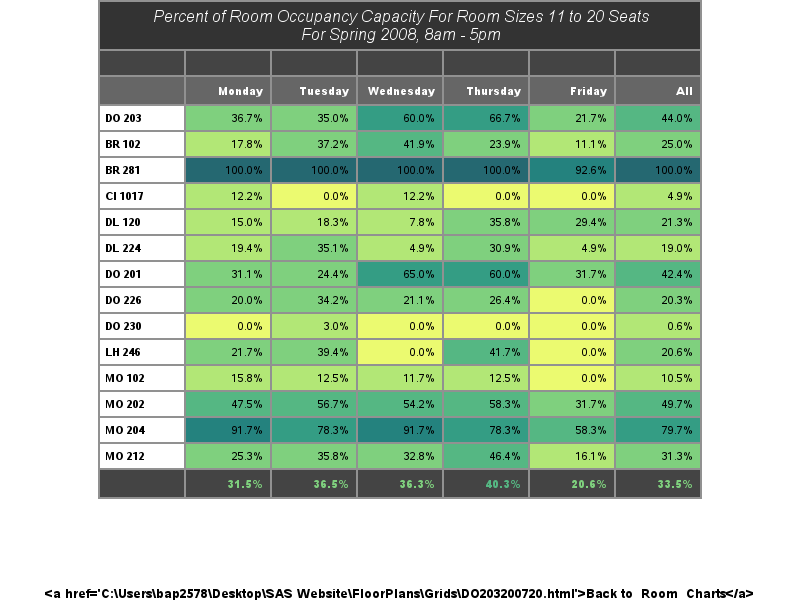 Percent of Room Occupancy Capacity For Room Sizes 11 to 20 Seats
For Spring 2008, 8am - 5pm
Monday Tuesday Wednesday Thursday Friday All
DO 203 36.7% 35.0% 60.0% 66.7% 21.7% 44.0%
BR 102 17.8% 37.2% 41.9% 23.9% 11.1% 25.0%
BR 281 100.0% 100.0% 100.0% 100.0% 92.6% 100.0%
CI 1017 12.2% 0.0% 12.2% 0.0% 0.0% 4.9%
DL 120 15.0% 18.3% 7.8% 35.8% 29.4% 21.3%
DL 224 19.4% 35.1% 4.9% 30.9% 4.9% 19.0%
DO 201 31.1% 24.4% 65.0% 60.0% 31.7% 42.4%
DO 226 20.0% 34.2% 21.1% 26.4% 0.0% 20.3%
DO 230 0.0% 3.0% 0.0% 0.0% 0.0% 0.6%
LH 246 21.7% 39.4% 0.0% 41.7% 0.0% 20.6%
MO 102 15.8% 12.5% 11.7% 12.5% 0.0% 10.5%
MO 202 47.5% 56.7% 54.2% 58.3% 31.7% 49.7%
MO 204 91.7% 78.3% 91.7% 78.3% 58.3% 79.7%
MO 212 25.3% 35.8% 32.8% 46.4% 16.1% 31.3%
31.5% 36.5% 36.3% 40.3% 20.6% 33.5%
<a href='C:\Users\bap2578\Desktop\SAS Website\FloorPlans\Grids\DO203200720.html'>Back to Room Charts</a>